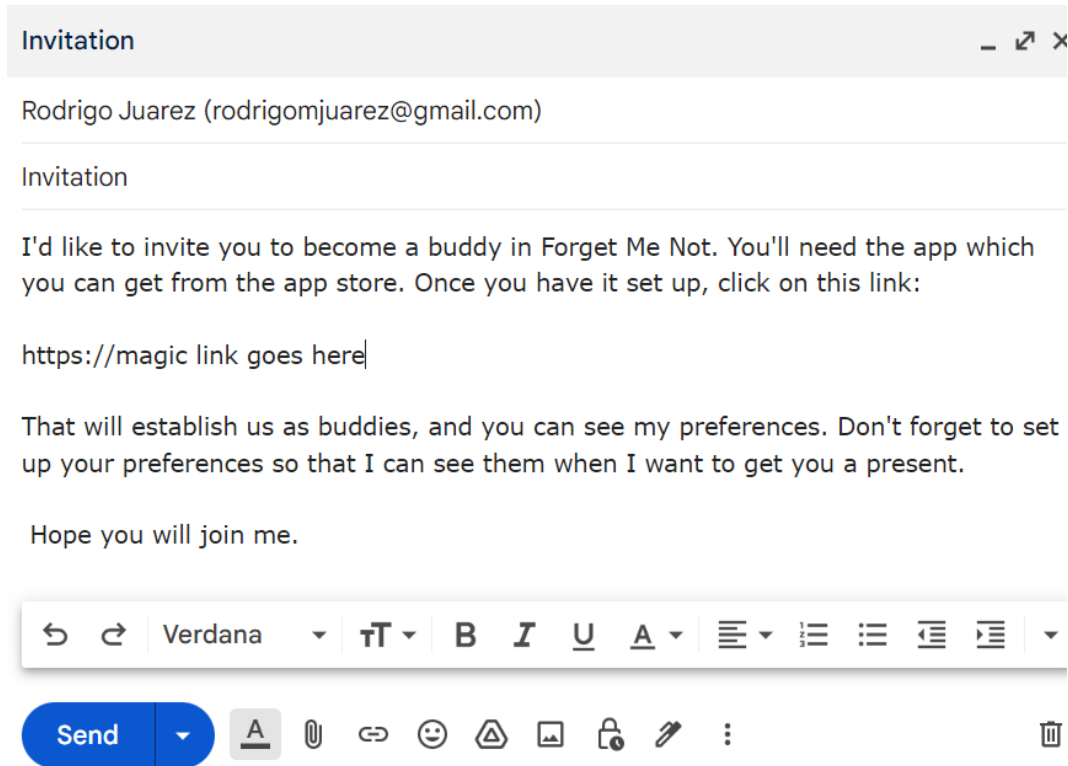 Invitation
Rodrigo Juarez (rodrigomjuarez@gmail.com)
Invitation
I'd like to invite you to become a buddy in Forget Me Not. You'll need the app which
you can get from the app store. Once you have it set up, click on this link:
https://magic link goes here
That will establish us as buddies, and you can see my preferences. Don't forget to set
up your preferences so that I can see them when I want to get you a present.
Hope you will join me.
Verdana
Send